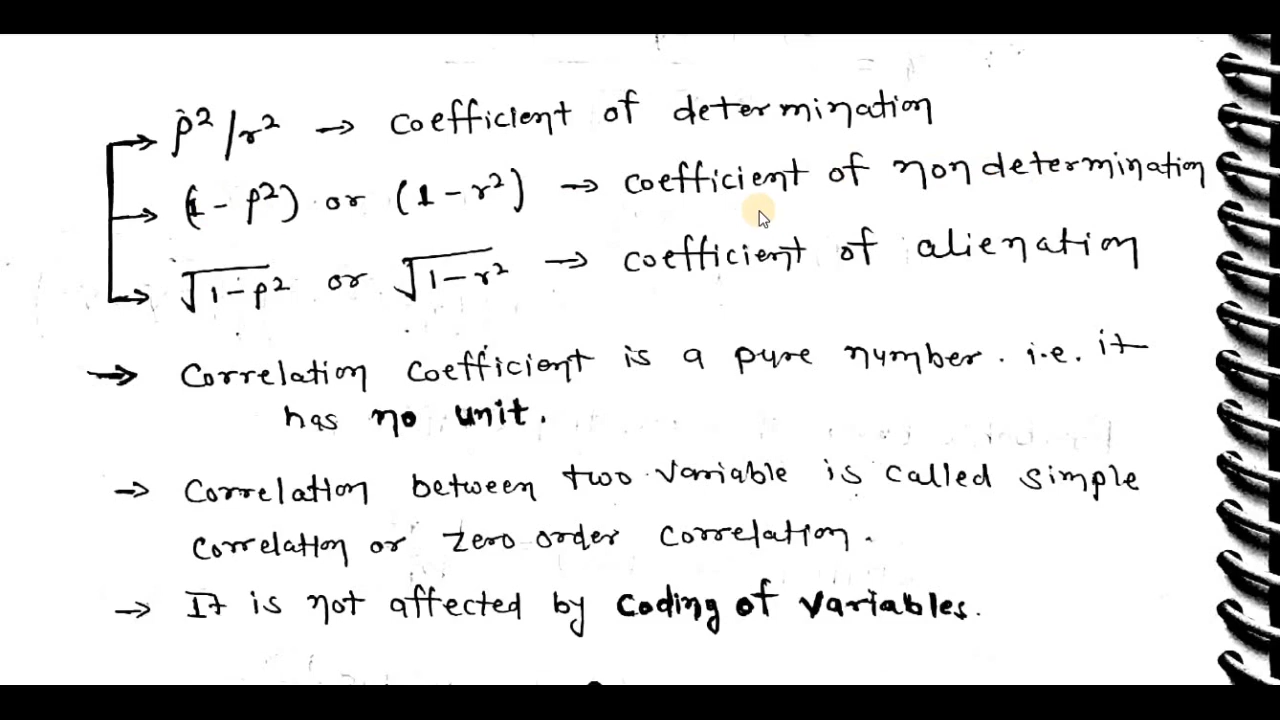 → ρ²/r² → coefficient of determination
→ (1 - ρ²) or (1 - r²) → coefficient of nondetermination
→ √1-ρ² or √1-r² → coefficient of alienation
→ Correlation coefficient is a pure number. i.e. it
has no unit.
→ Correlation between two variable is called simple
correlation or zero order correlation.
→ It is not affected by coding of variables.